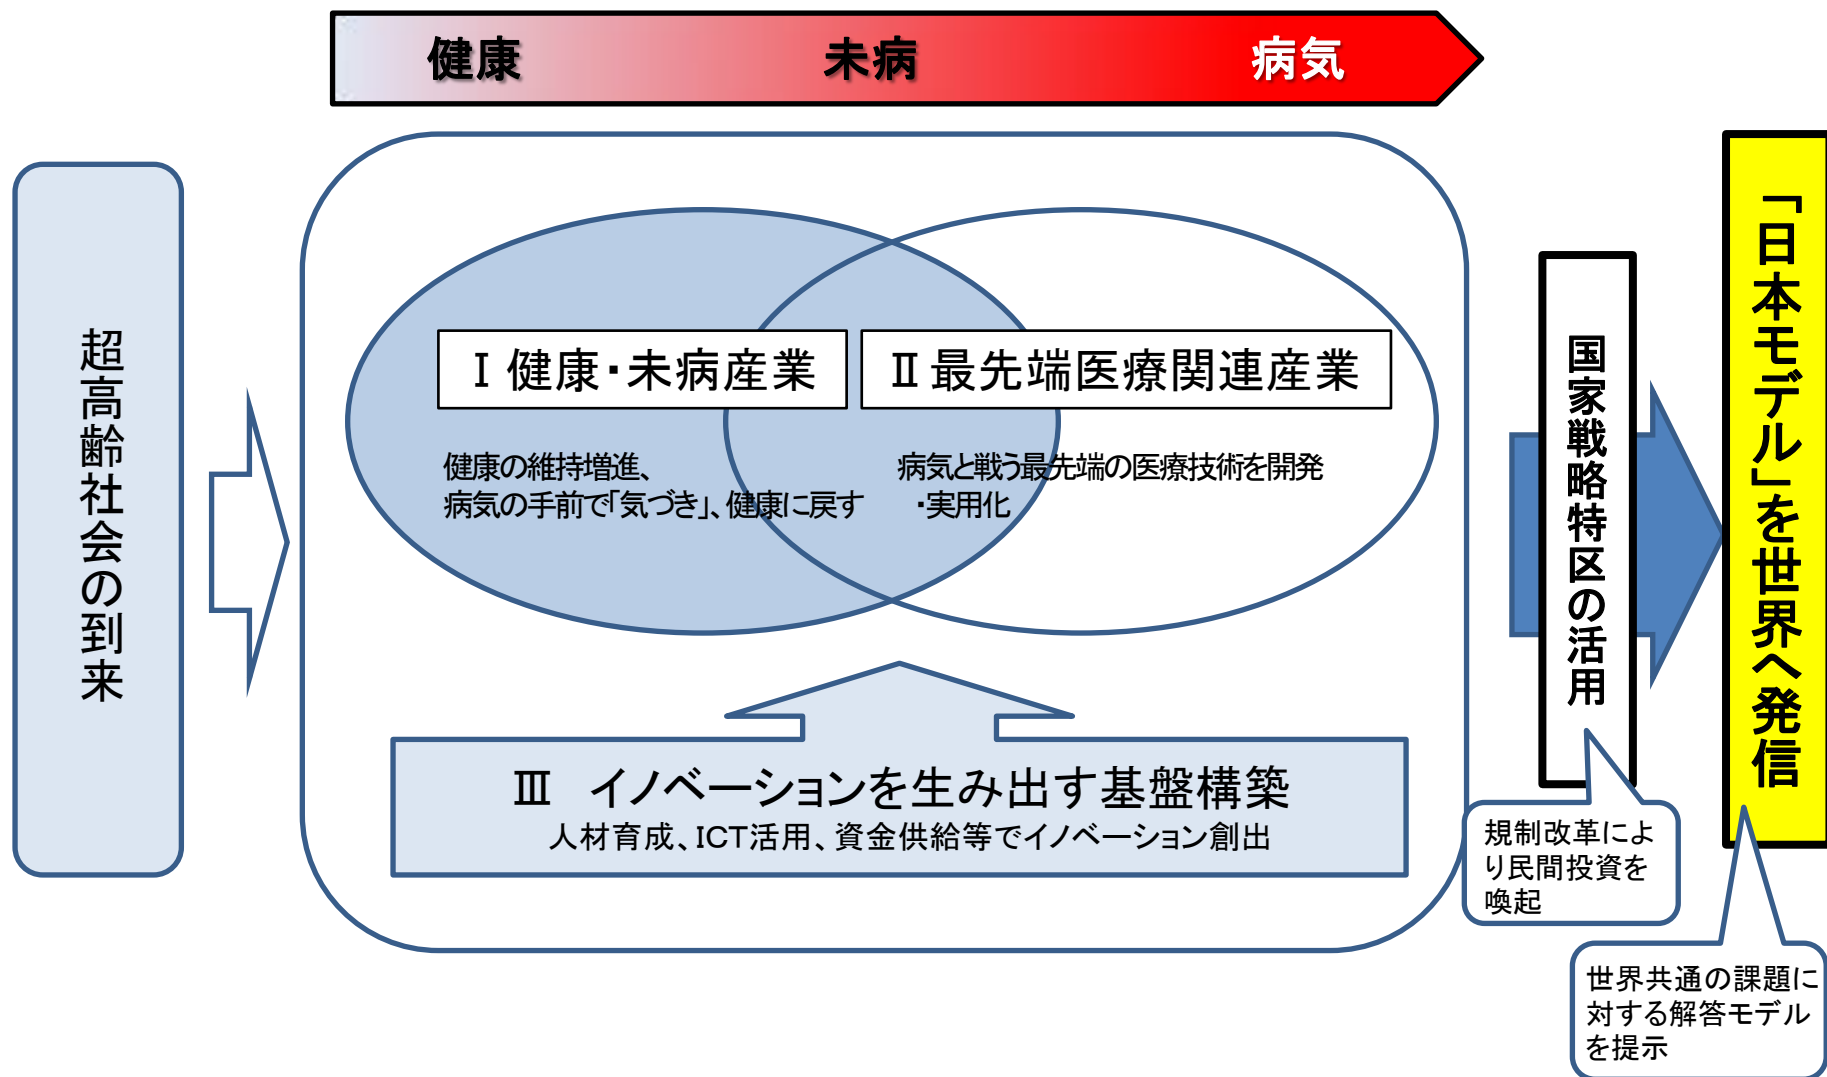 健康 未病 病気
超高齢社会の到来
Ⅰ 健康・未病産業
健康の維持増進、
病気の手前で「気づき」、健康に戻す
Ⅱ 最先端医療関連産業
病気と戦う最先端の医療技術を開発
・実用化
Ⅲ イノベーションを生み出す基盤構築
人材育成、ICT活用、資金供給等でイノベーション創出
国家戦略特区の活用
規制改革によ
り民間投資を
喚起
「日本モデル」を世界へ発信
世界共通の課題に
対する解答モデル
を提示